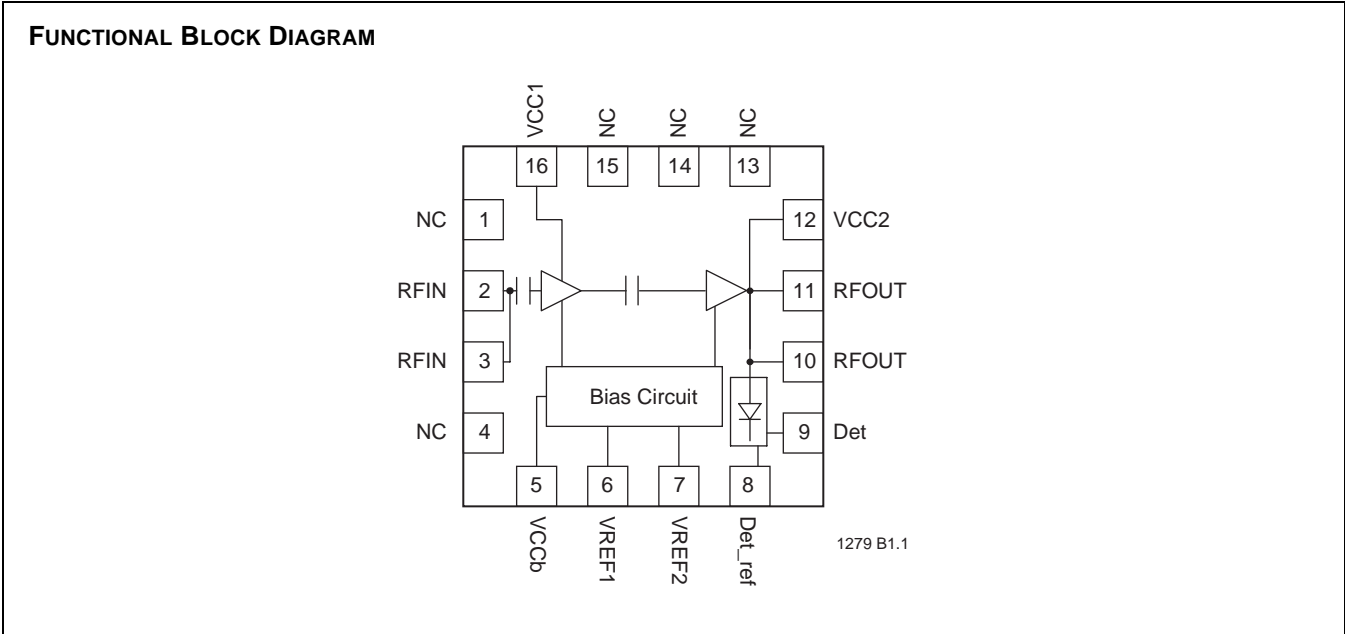 FUNCTIONAL BLOCK DIAGRAM
VCC1
NC
NC
NC
16
15
14
13
NC
1
12
VCC2
RFIN
2
11
RFOUT
RFIN
3
10
RFOUT
Bias Circuit
NC
4
9
Det
5
6
7
8
VCCb
VREF1
VREF2
Det_ref
1279 B1.1